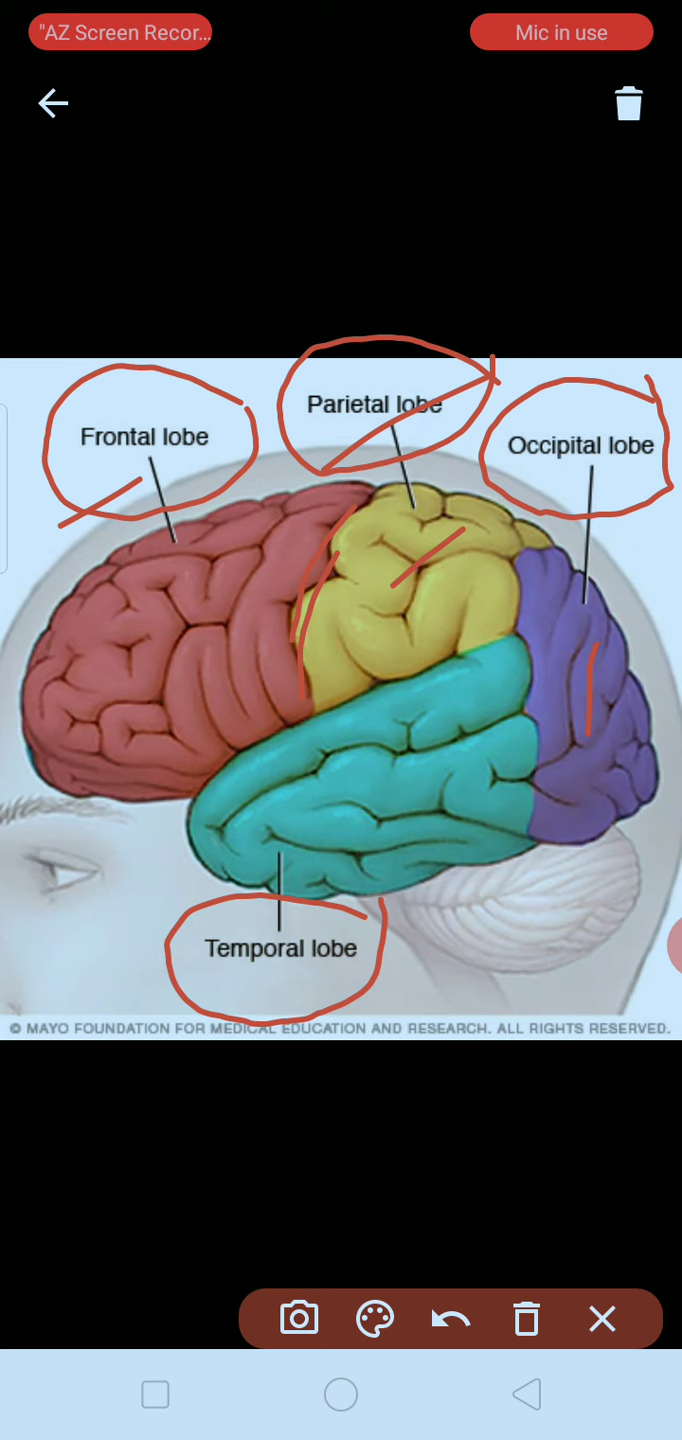 "AZ Screen Recor...
Mic in use
Parietal lobe
Frontal lobe
Occipital lobe
Temporal lobe
© MAYO FOUNDATION FOR MEDICAL EDUCATION AND RESEARCH. ALL RIGHTS RESERVED.